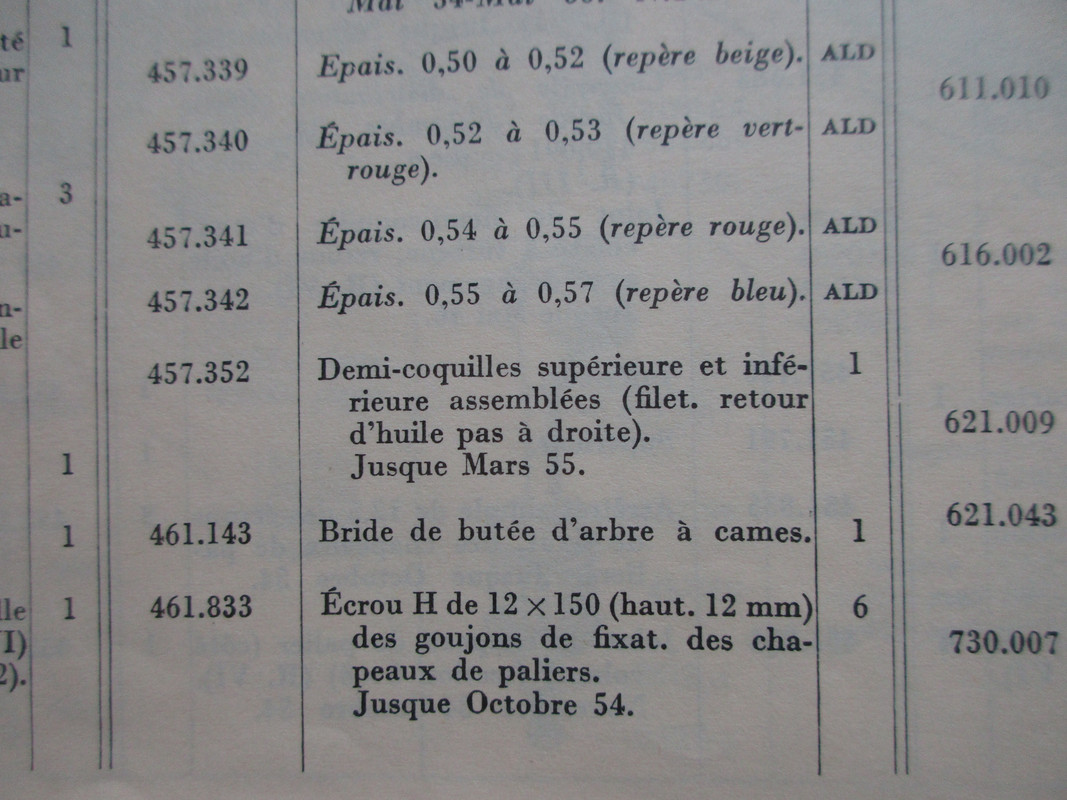 té 1
ur
3
a-
u-
n-
le
1
1
lle 1
I)
2).
457.339 Epais. 0,50 à 0,52 (repère beige). ALD
457.340 Épais. 0,52 à 0,53 (repère vert- ALD
rouge).
457.341 Épais. 0,54 à 0,55 (repère rouge). ALD
457.342 Épais. 0,55 à 0,57 (repère bleu). ALD
457.352 Demi-coquilles supérieure et infé- 1
rieure assemblées (filet. retour
d'huile pas à droite).
Jusque Mars 55.
461.143 Bride de butée d'arbre à cames. 1
461.833 Écrou H de 12 × 150 (haut. 12 mm) 6
des goujons de fixat. des cha-
peaux de paliers.
Jusque Octobre 54.
611.010
616.002
621.009
621.043
730.007